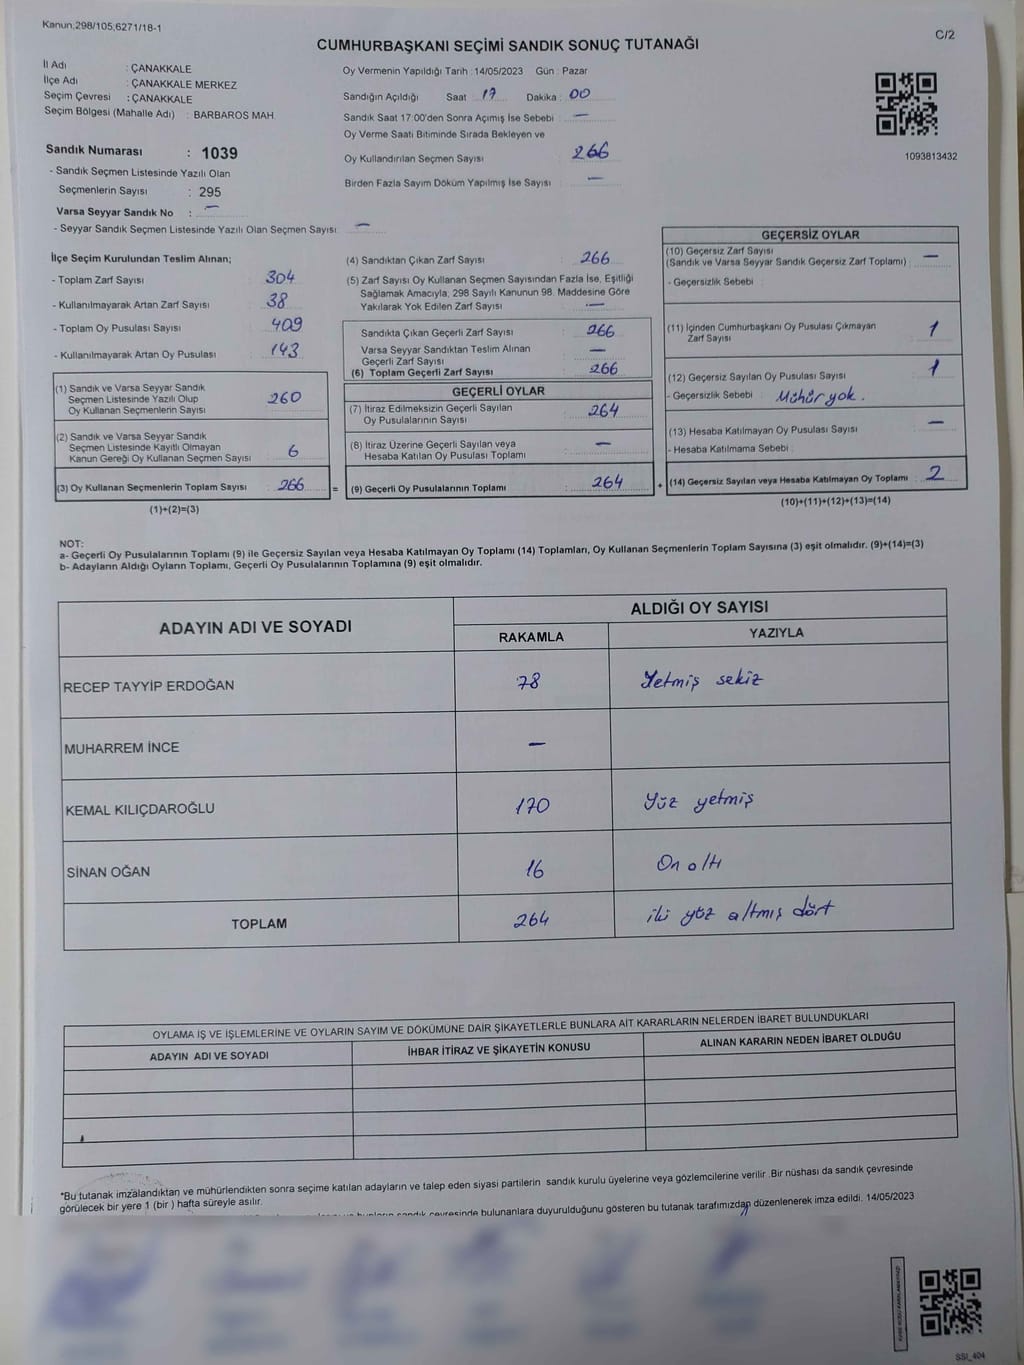 Kanun;298/105;6271/18-1
C/2
CUMHURBAŞKANI SEÇİMİ SANDIK SONUÇ TUTANAĞI
İl Adı : ÇANAKKALE
İlçe Adı : ÇANAKKALE MERKEZ
Seçim Çevresi : ÇANAKKALE
Seçim Bölgesi (Mahalle Adı) : BARBAROS MAH.
Sandık Numarası : 1039
- Sandık Seçmen Listesinde Yazılı Olan
Seçmenlerin Sayısı : 295
Varsa Seyyar Sandık No : —
- Seyyar Sandık Seçmen Listesinde Yazılı Olan Seçmen Sayısı: —
Oy Vermenin Yapıldığı Tarih :14/05/2023 Gün : Pazar
Sandığın Açıldığı Saat : 17 Dakika : 00
Sandık Saat 17:00'den Sonra Açımış İse Sebebi : —
Oy Verme Saati Bitiminde Sırada Bekleyen ve
Oy Kullandırılan Seçmen Sayısı : 266
Birden Fazla Sayım Döküm Yapılmış İse Sayısı : —
1093813432
İlçe Seçim Kurulundan Teslim Alınan;
- Toplam Zarf Sayısı : 304
- Kullanılmayarak Artan Zarf Sayısı : 38
- Toplam Oy Pusulası Sayısı : 409
- Kullanılmayarak Artan Oy Pusulası : 143
(1) Sandık ve Varsa Seyyar Sandık
Seçmen Listesinde Yazılı Olup
Oy Kullanan Seçmenlerin Sayısı : 260
(2) Sandık ve Varsa Seyyar Sandık
Seçmen Listesinde Kayıtlı Olmayan
Kanun Gereği Oy Kullanan Seçmen Sayısı : 6
(3) Oy Kullanan Seçmenlerin Toplam Sayısı : 266
(1)+(2)=(3)
=
(4) Sandıktan Çıkan Zarf Sayısı : 266
(5) Zarf Sayısı Oy Kullanan Seçmen Sayısından Fazla İse, Eşitliği
Sağlamak Amacıyla, 298 Sayılı Kanunun 98. Maddesine Göre
Yakılarak Yok Edilen Zarf Sayısı : —
Sandıkta Çıkan Geçerli Zarf Sayısı : 266
Varsa Seyyar Sandıktan Teslim Alınan
Geçerli Zarf Sayısı : —
(6) Toplam Geçerli Zarf Sayısı : 266
GEÇERLİ OYLAR
(7) İtiraz Edilmeksizin Geçerli Sayılan
Oy Pusulalarının Sayısı : 264
(8) İtiraz Üzerine Geçerli Sayılan veya
Hesaba Katılan Oy Pusulası Toplamı : —
(9) Geçerli Oy Pusulalarının Toplamı : 264
+
GEÇERSİZ OYLAR
(10) Geçersiz Zarf Sayısı
(Sandık ve Varsa Seyyar Sandık Geçersiz Zarf Toplamı) : —
- Geçersizlik Sebebi :
(11) İçinden Cumhurbaşkanı Oy Pusulası Çıkmayan
Zarf Sayısı : 1
(12) Geçersiz Sayılan Oy Pusulası Sayısı : 1
- Geçersizlik Sebebi : Mühür yok.
(13) Hesaba Katılmayan Oy Pusulası Sayısı : —
- Hesaba Katılmama Sebebi :
(14) Geçersiz Sayılan veya Hesaba Katılmayan Oy Toplamı : 2
(10)+(11)+(12)+(13)=(14)
NOT:
a- Geçerli Oy Pusulalarının Toplamı (9) ile Geçersiz Sayılan veya Hesaba Katılmayan Oy Toplamı (14) Toplamları, Oy Kullanan Seçmenlerin Toplam Sayısına (3) eşit olmalıdır. (9)+(14)=(3)
b- Adayların Aldığı Oyların Toplamı, Geçerli Oy Pusulalarının Toplamına (9) eşit olmalıdır.
ADAYIN ADI VE SOYADI
ALDIĞI OY SAYISI
RAKAMLA YAZIYLA
RECEP TAYYİP ERDOĞAN 78 Yetmiş sekiz
MUHARREM İNCE —
KEMAL KILIÇDAROĞLU 170 Yüz yetmiş
SİNAN OĞAN 16 On altı
TOPLAM 264 iki yüz altmış dört
OYLAMA İŞ VE İŞLEMLERİNE VE OYLARIN SAYIM VE DÖKÜMÜNE DAİR ŞİKAYETLERLE BUNLARA AİT KARARLARIN NELERDEN İBARET BULUNDUKLARI
ADAYIN ADI VE SOYADI İHBAR İTİRAZ VE ŞİKAYETİN KONUSU ALINAN KARARIN NEDEN İBARET OLDUĞU
*Bu tutanak imzalandıktan ve mühürlendikten sonra seçime katılan adayların ve talep eden siyasi partilerin sandık kurulu üyelerine veya gözlemcilerine verilir. Bir nüshası da sandık çevresinde
görülecek bir yere 1 (bir ) hafta süreyle asılır.
bunların sandık çevresinde bulunanlara duyurulduğunu gösteren bu tutanak tarafımızdan düzenlenerek imza edildi. 14/05/2023
SSI_404